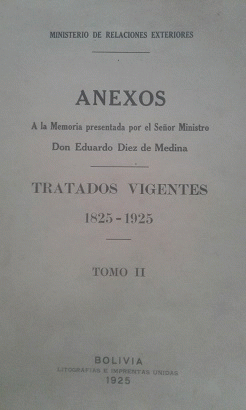 MINISTERIO DE RELACIONES EXTERIORES
ANEXOS
A la Memoria presentada por el Señor Ministro
Don Eduardo Diez de Medina
TRATADOS VIGENTES
1825-1925
TOMO II
BOLIVIA
LITOGRAFIAS E IMPRENTAS UNIDAS
1925